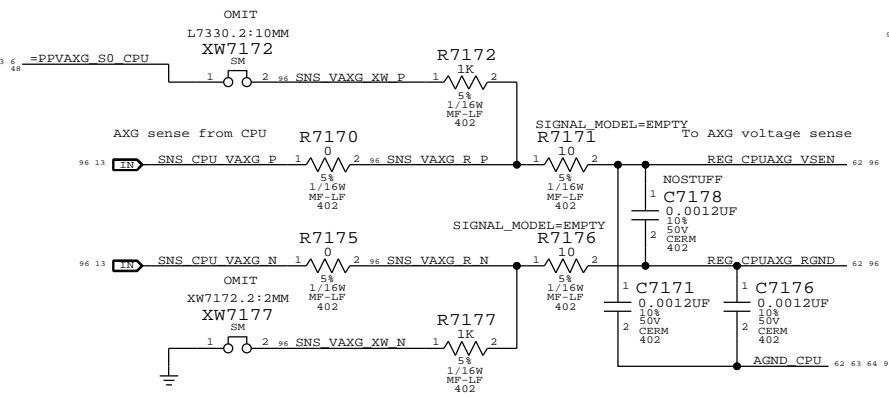 OMIT
L7330.2:10MM
XW7172
SM
=PPVAXG_S0_CPU
48
1 2 96 SNS_VAXG_XW_P
R7172
1K
1 2
5%
1/16W
MF-LF
402
AXG sense from CPU
96 13 IN SNS_CPU_VAXG_P
R7170
0
1 2
5%
1/16W
MF-LF
402
96 SNS_VAXG_R_P
SIGNAL_MODEL=EMPTY
R7171
10
1 2
5%
1/16W
MF-LF
402
To AXG voltage sense
REG_CPUAXG_VSEN 62 96
NOSTUFF
1 C7178
0.0012UF
10%
50V
2 CERM
402
96 13 IN SNS_CPU_VAXG_N
R7175
0
1 2
5%
1/16W
MF-LF
402
96 SNS_VAXG_R_N
SIGNAL_MODEL=EMPTY
R7176
10
1 2
5%
1/16W
MF-LF
402
REG_CPUAXG_RGND 62 96
OMIT
XW7172.2:2MM
XW7177
SM
1 2 96 SNS_VAXG_XW_N
R7177
1K
1 2
5%
1/16W
MF-LF
402
1 C7171
0.0012UF
10%
50V
2 CERM
402
1 C7176
0.0012UF
10%
50V
2 CERM
402
AGND_CPU 62 63 64